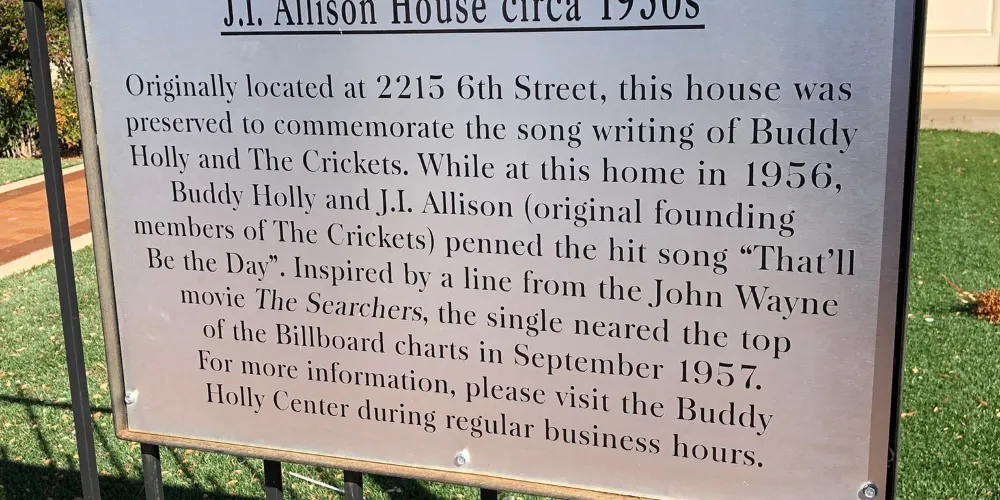 J.I. Allison House circa 1950s
Originally located at 2215 6th Street, this house was
preserved to commemorate the song writing of Buddy
Holly and The Crickets. While at this home in 1956,
Buddy Holly and J.I. Allison (original founding
members of The Crickets) penned the hit song “That’ll
Be the Day”. Inspired by a line from the John Wayne
movie The Searchers, the single neared the top
of the Billboard charts in September 1957.
For more information, please visit the Buddy
Holly Center during regular business hours.